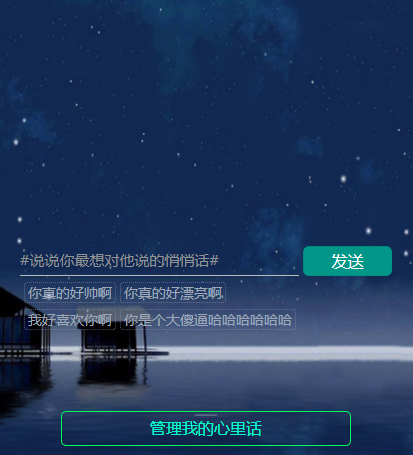 #说说你最想对他说的悄悄话# 发送
你真的好帅啊 你真的好漂亮啊
我好喜欢你啊 你是个大傻逼哈哈哈哈哈哈哈
管理我的心里话